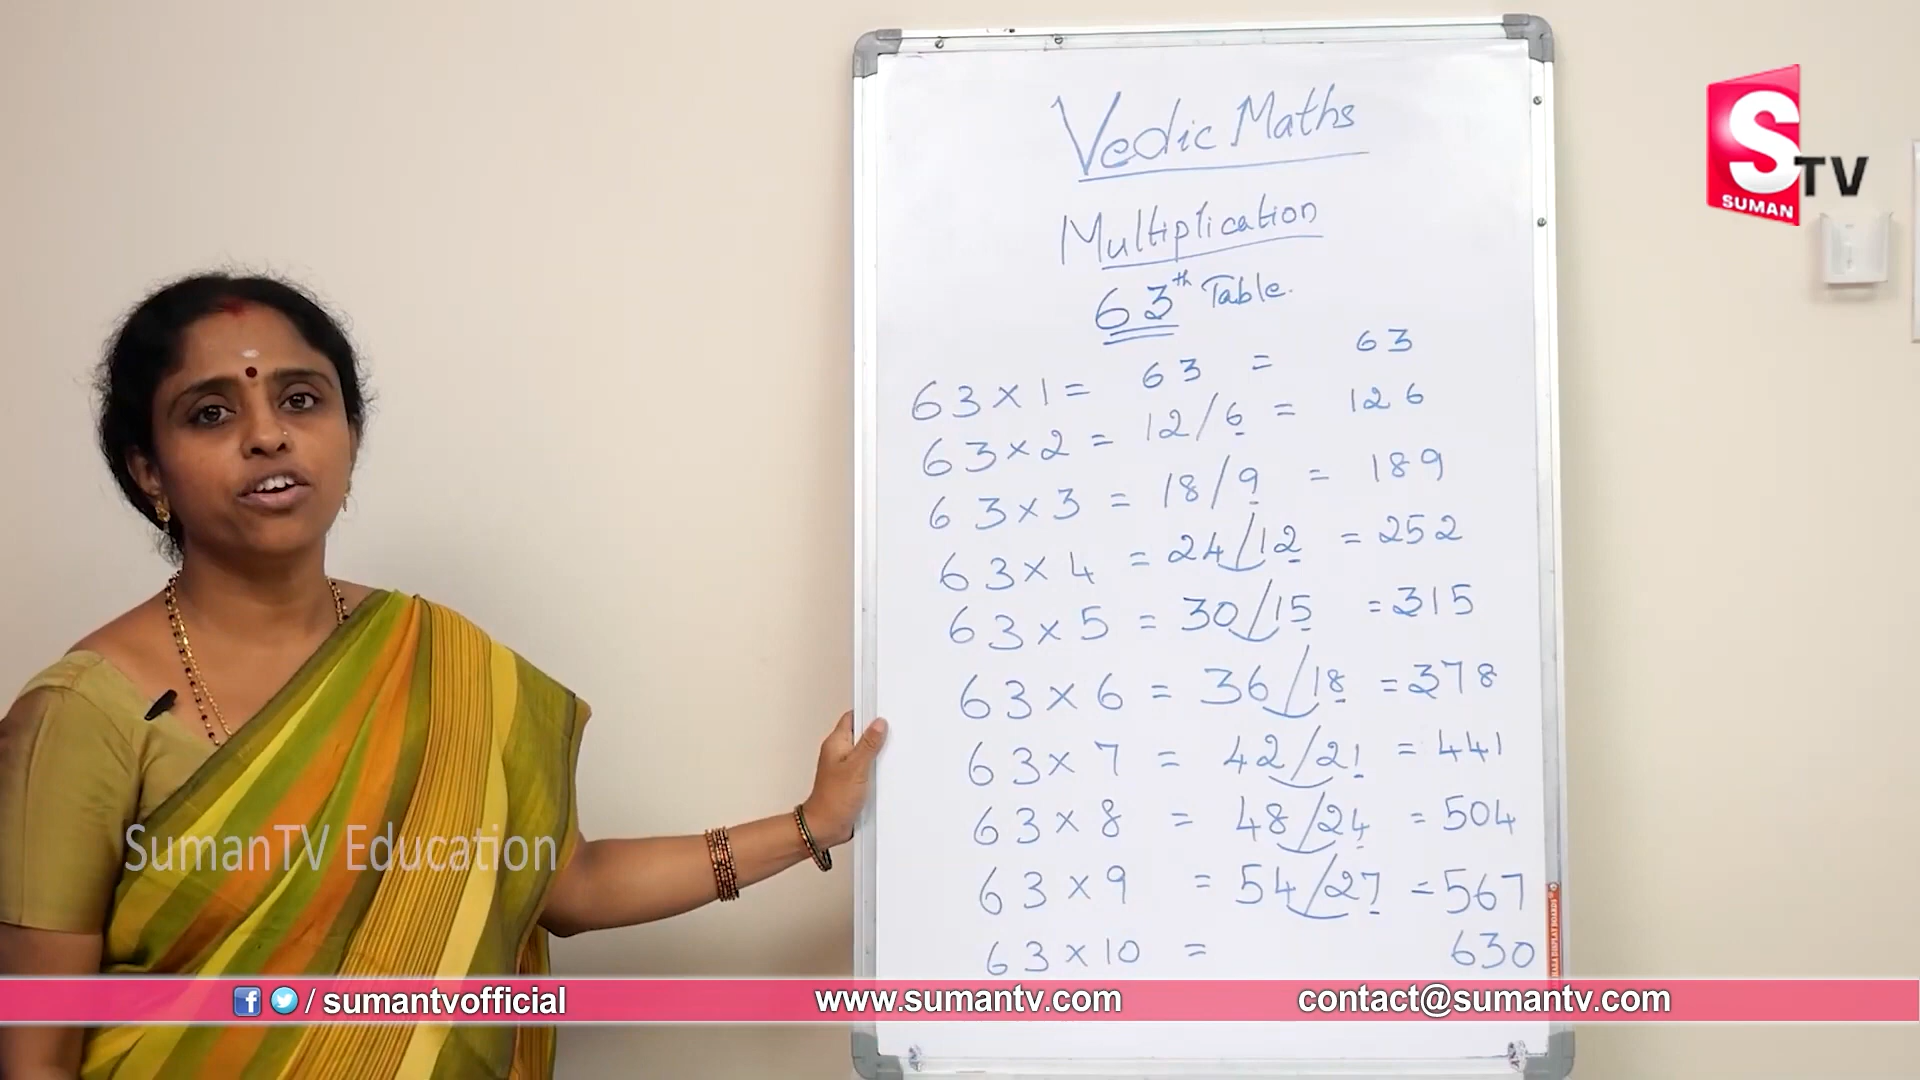 Vedic Maths
Multiplication
63th Table.
63 × 1 = 63 = 63
63 × 2 = 12/6 = 126
63 × 3 = 18/9 = 189
63 × 4 = 24/12 = 252
63 × 5 = 30/15 = 315
63 × 6 = 36/18 = 378
63 × 7 = 42/21 = 441
63 × 8 = 48/24 = 504
63 × 9 = 54/27 = 567
63 × 10 = 630
S TV
SUMAN
SumanTV Education
/ sumantvofficial
www.sumantv.com
contact@sumantv.com